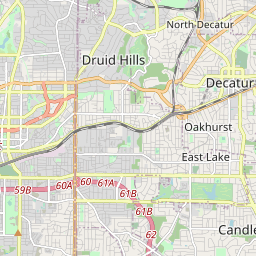 North Decatur
Druid Hills
Decatur
Oakhurst
East Lake
59B
60A
60
61A
61B
61B
62
Candle